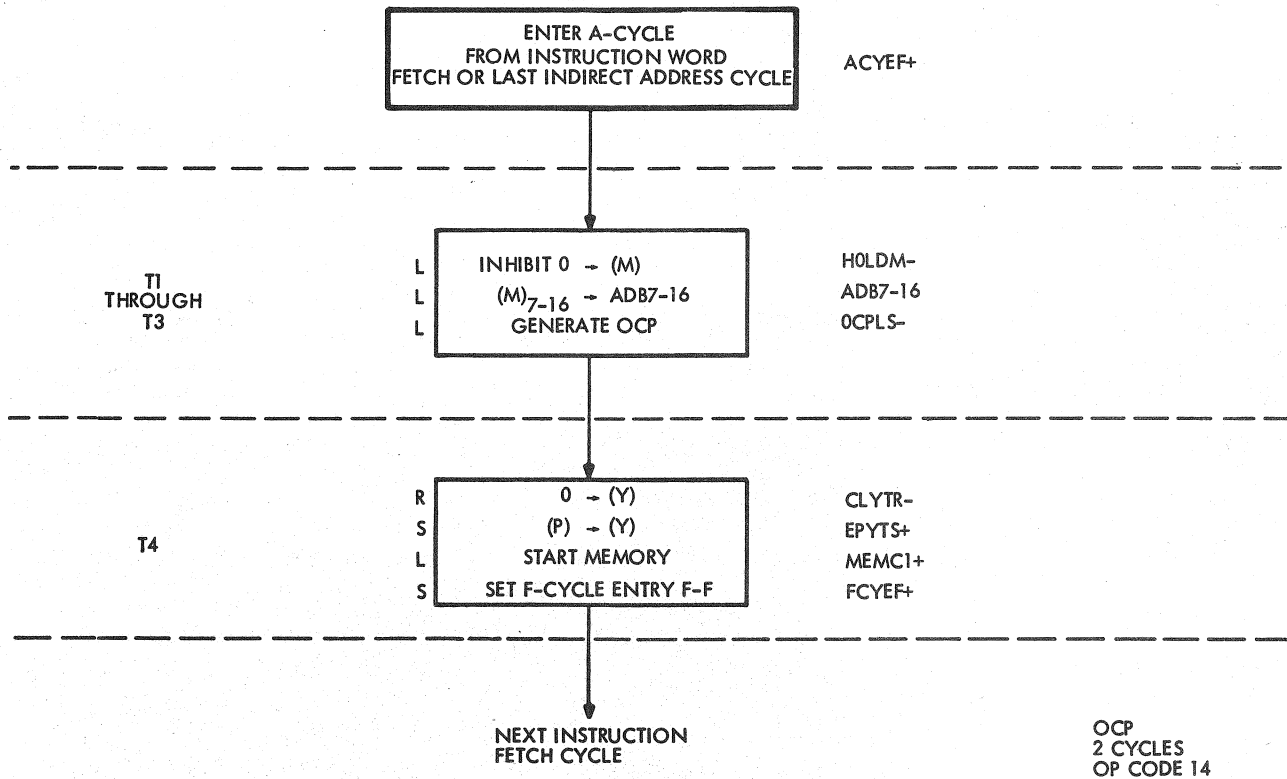 ENTER A-CYCLE
FROM INSTRUCTION WORD
FETCH OR LAST INDIRECT ADDRESS CYCLE
ACYEF+
T1
THROUGH
T3
L INHIBIT 0 → (M) H0LDM-
L (M)7-16 → ADB7-16 ADB7-16
L GENERATE OCP 0CPLS-
T4
R 0 → (Y) CLYTR-
S (P) → (Y) EPYTS+
L START MEMORY MEMC1+
S SET F-CYCLE ENTRY F-F FCYEF+
NEXT INSTRUCTION
FETCH CYCLE
OCP
2 CYCLES
OP CODE 14